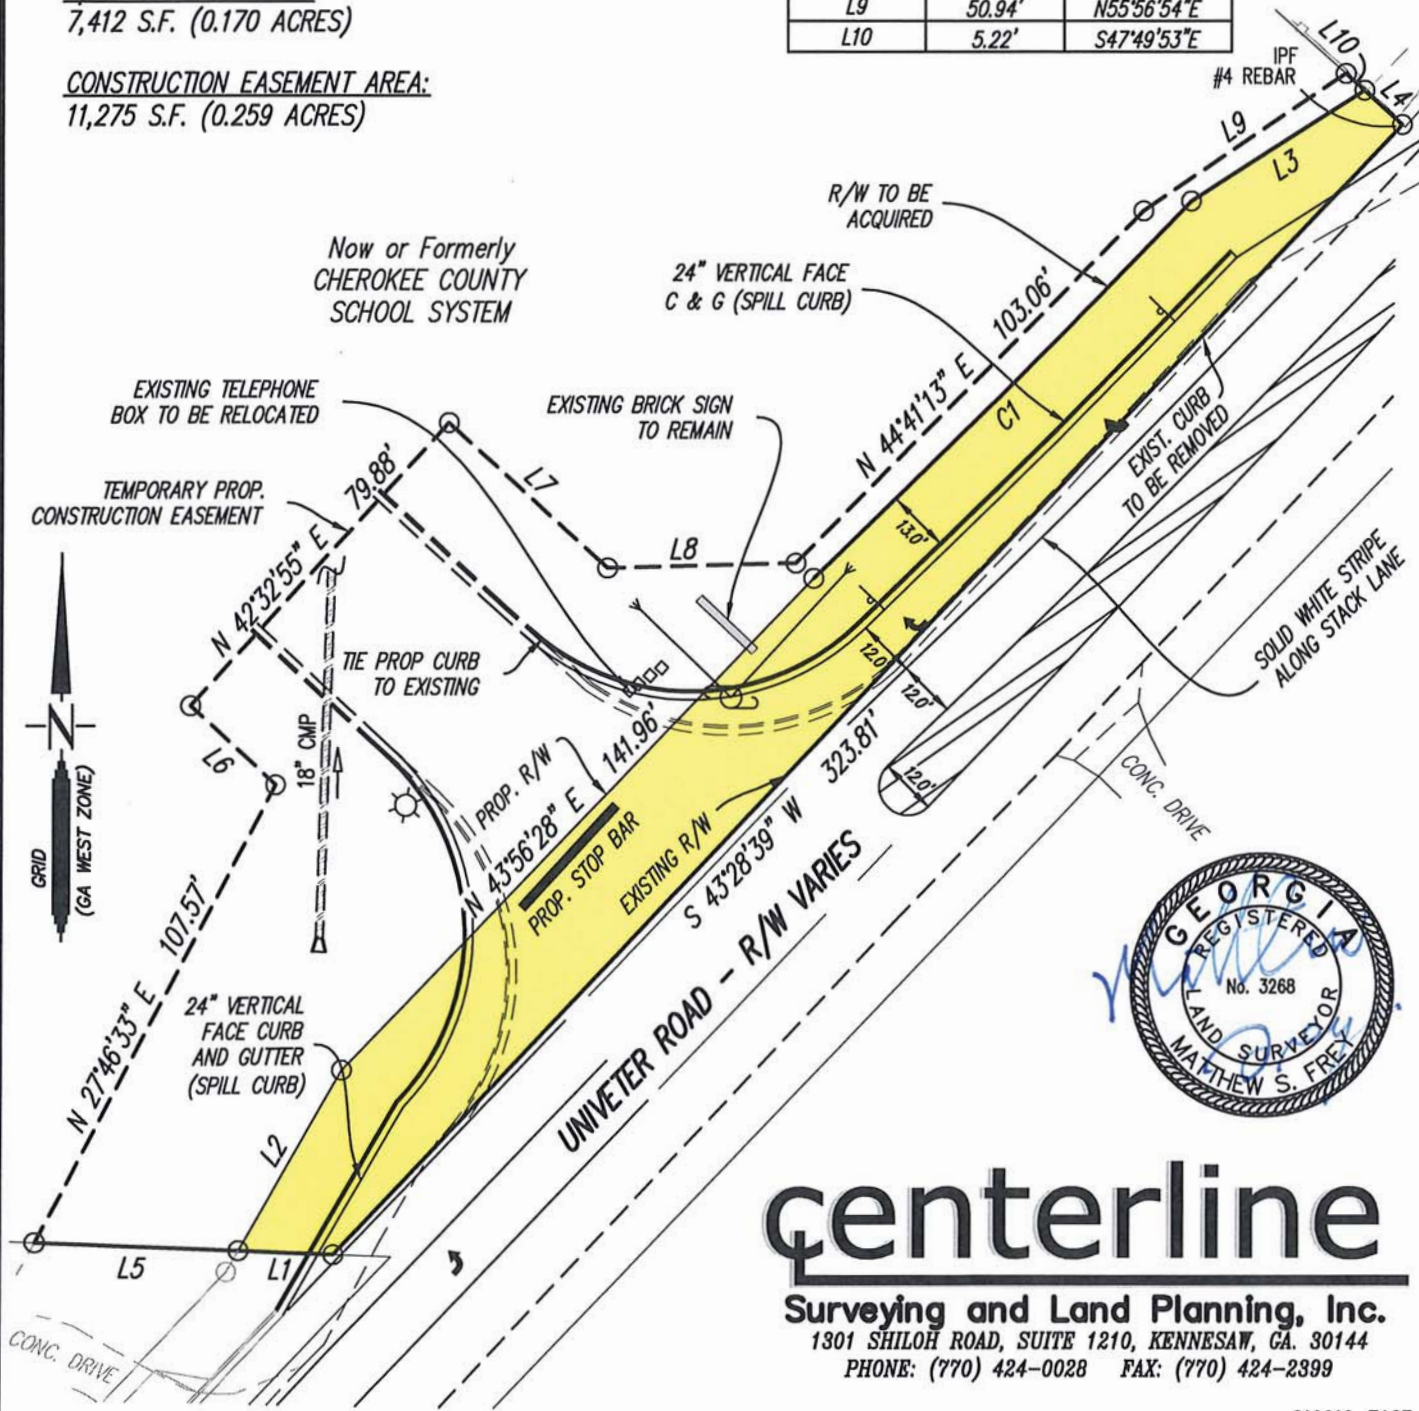 7,412 S.F. (0.170 ACRES)
CONSTRUCTION EASEMENT AREA:
11,275 S.F. (0.259 ACRES)
L9 50.94' N55°56'54"E
L10 5.22' S47°49'53"E
L10
IPF
#4 REBAR
L4
L9
L3
R/W TO BE
ACQUIRED
Now or Formerly
CHEROKEE COUNTY
SCHOOL SYSTEM
24" VERTICAL FACE
C & G (SPILL CURB)
N 44°41'13" E 103.06'
C1
EXISTING TELEPHONE
BOX TO BE RELOCATED
EXISTING BRICK SIGN
TO REMAIN
EXIST. CURB
TO BE REMOVED
TEMPORARY PROP.
CONSTRUCTION EASEMENT
N 42°32'55" E 79.88'
L7
L8
13.0'
SOLID WHITE STRIPE
ALONG STACK LANE
TIE PROP CURB
TO EXISTING
12.0'
12.0'
12.0'
N
GRID
(GA WEST ZONE)
L6
18" CMP
PROP. R/W
N 43°56'28" E 141.96'
PROP. STOP BAR
EXISTING R/W
S 43°28'39" W 323.81'
CONC. DRIVE
UNIVETER ROAD - R/W VARIES
N 27°46'33" E 107.57'
24" VERTICAL
FACE CURB
AND GUTTER
(SPILL CURB)
L2
L5
L1
CONC. DRIVE
GEORGIA
REGISTERED
No. 3268
LAND SURVEYOR
MATTHEW S. FREY
centerline
Surveying and Land Planning, Inc.
1301 SHILOH ROAD, SUITE 1210, KENNESAW, GA. 30144
PHONE: (770) 424-0028 FAX: (770) 424-2399